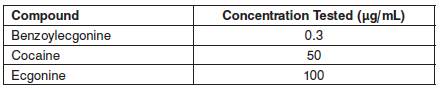 Compound Concentration Tested (µg/mL)
Benzoylecgonine 0.3
Cocaine 50
Ecgonine 100